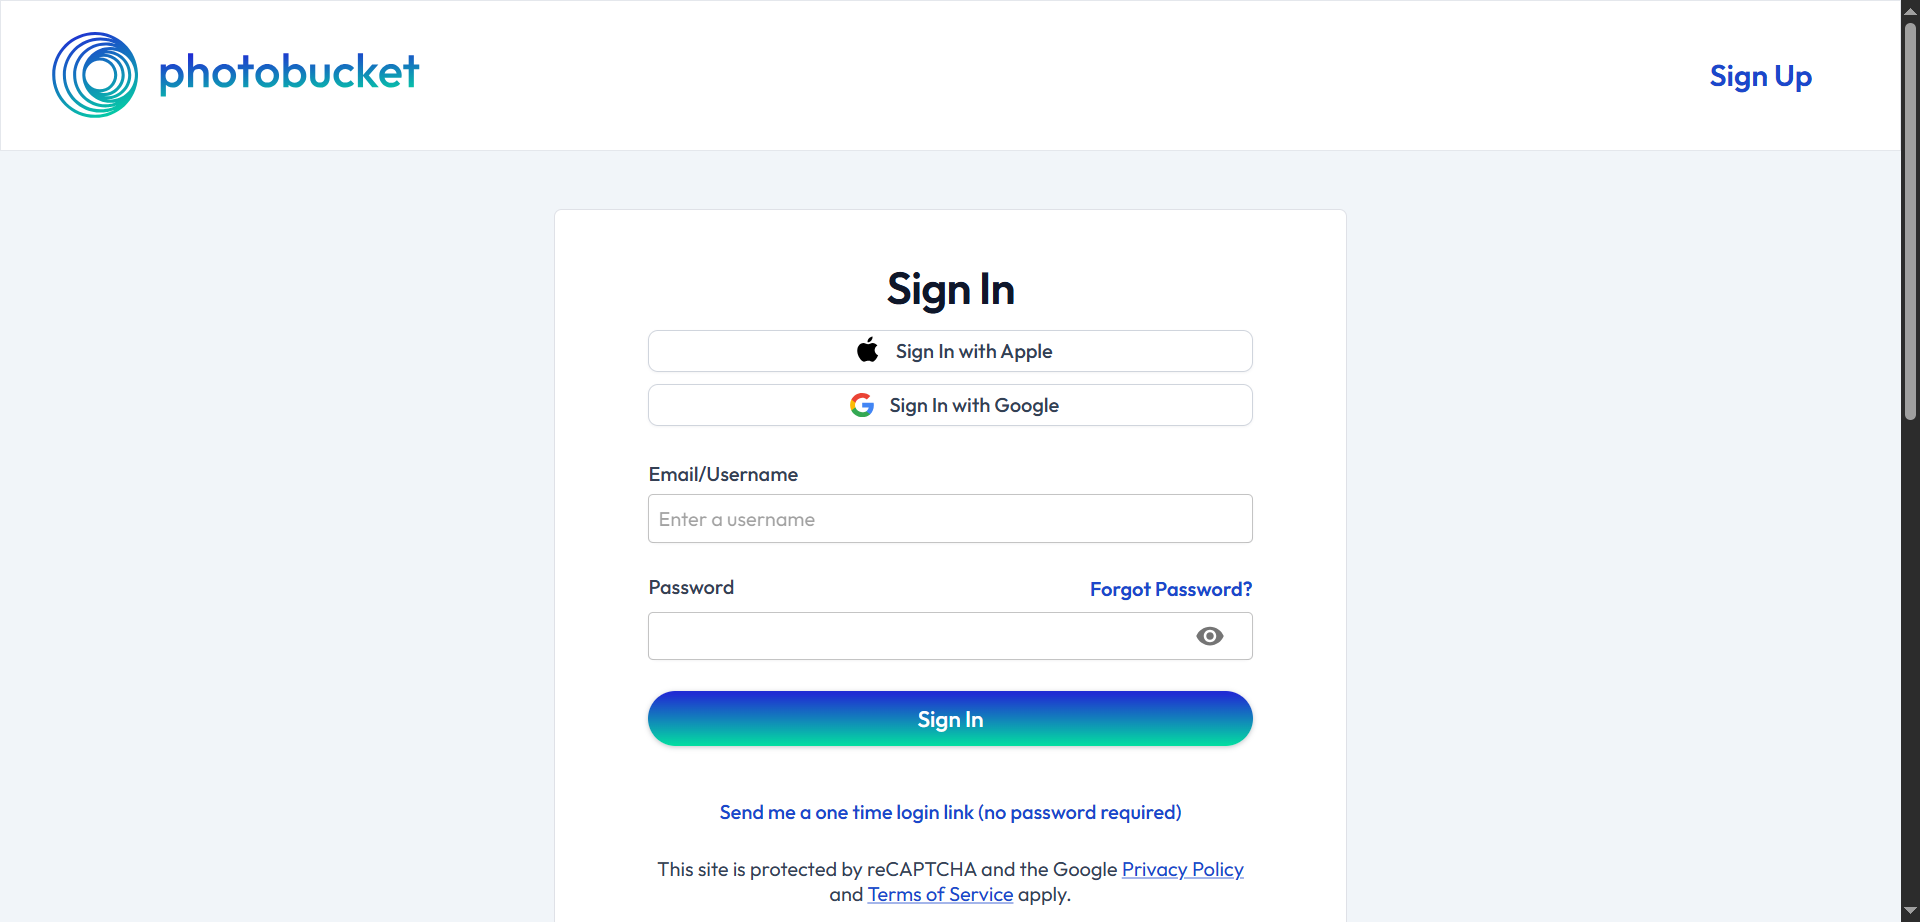 photobucket
Sign Up
Sign In
Sign In with Apple
Sign In with Google
Email/Username
Enter a username
Password
Forgot Password?
Sign In
Send me a one time login link (no password required)
This site is protected by reCAPTCHA and the Google Privacy Policy
and Terms of Service apply.